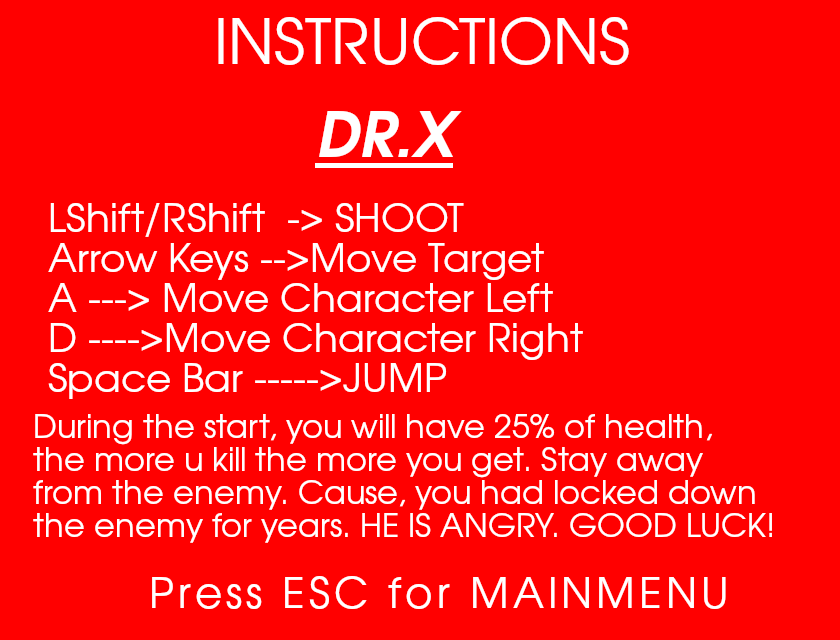 INSTRUCTIONS
DR.X
LShift/RShift -> SHOOT
Arrow Keys -->Move Target
A ---> Move Character Left
D ---->Move Character Right
Space Bar ----->JUMP
During the start, you will have 25% of health,
the more u kill the more you get. Stay away
from the enemy. Cause, you had locked down
the enemy for years. HE IS ANGRY. GOOD LUCK!
Press ESC for MAINMENU